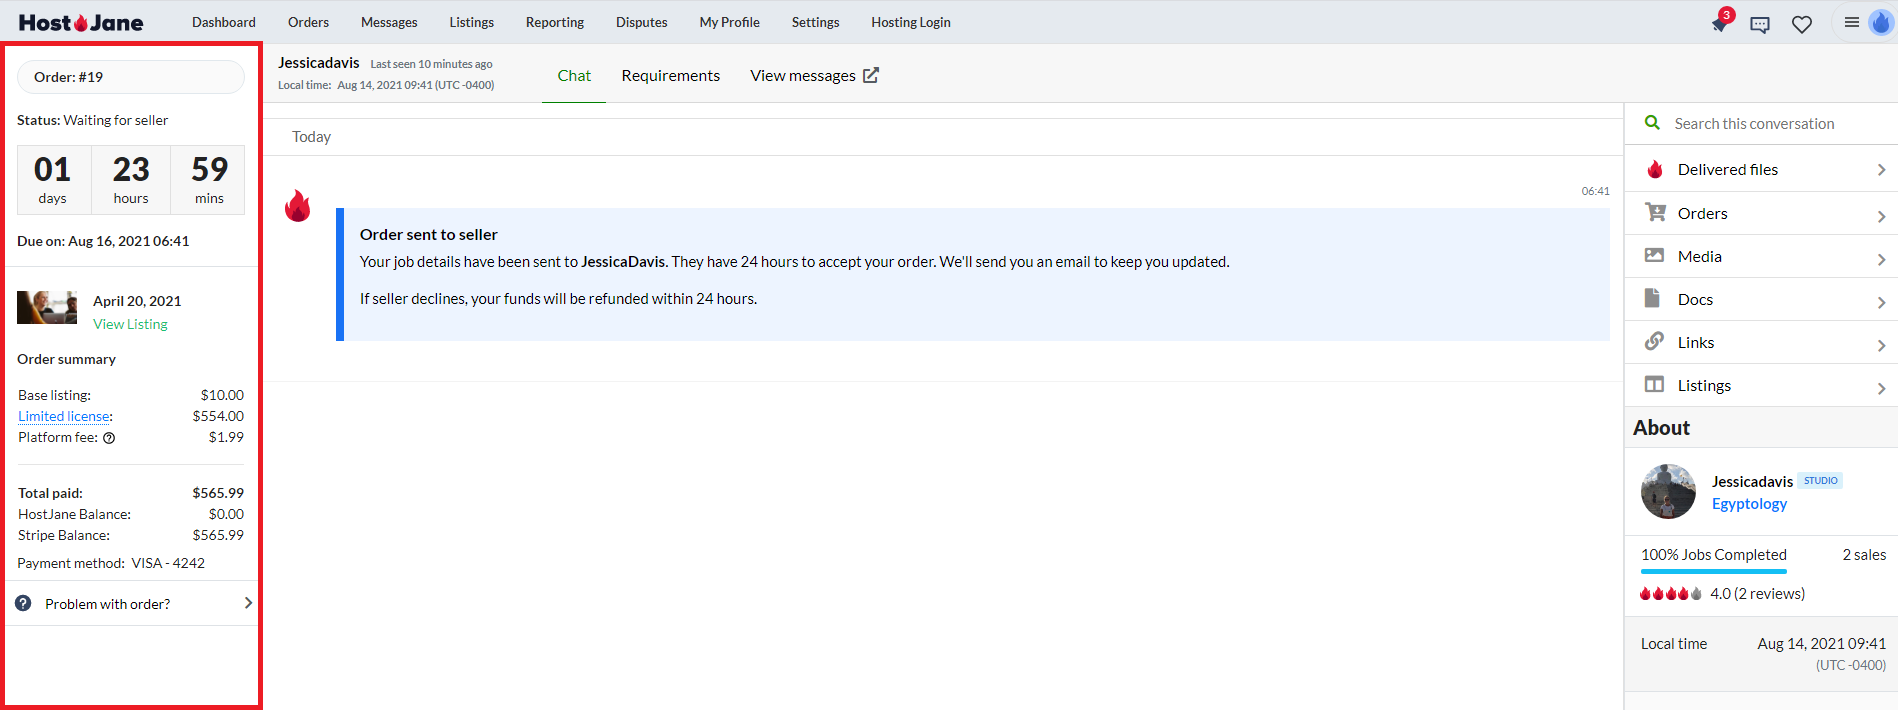 HostJane Dashboard Orders Messages Listings Reporting Disputes My Profile Settings Hosting Login 3
Order: #19
Status: Waiting for seller
01 23 59
days hours mins
Due on: Aug 16, 2021 06:41
April 20, 2021
View Listing
Order summary
Base listing: $10.00
Limited license: $554.00
Platform fee: $1.99
Total paid: $565.99
HostJane Balance: $0.00
Stripe Balance: $565.99
Payment method: VISA - 4242
Problem with order?
Jessicadavis Last seen 10 minutes ago
Local time: Aug 14, 2021 09:41 (UTC -0400)
Chat Requirements View messages
Today
06:41
Order sent to seller
Your job details have been sent to JessicaDavis. They have 24 hours to accept your order. We'll send you an email to keep you updated.
If seller declines, your funds will be refunded within 24 hours.
Search this conversation
Delivered files
Orders
Media
Docs
Links
Listings
About
Jessicadavis STUDIO
Egyptology
100% Jobs Completed 2 sales
4.0 (2 reviews)
Local time Aug 14, 2021 09:41
(UTC -0400)